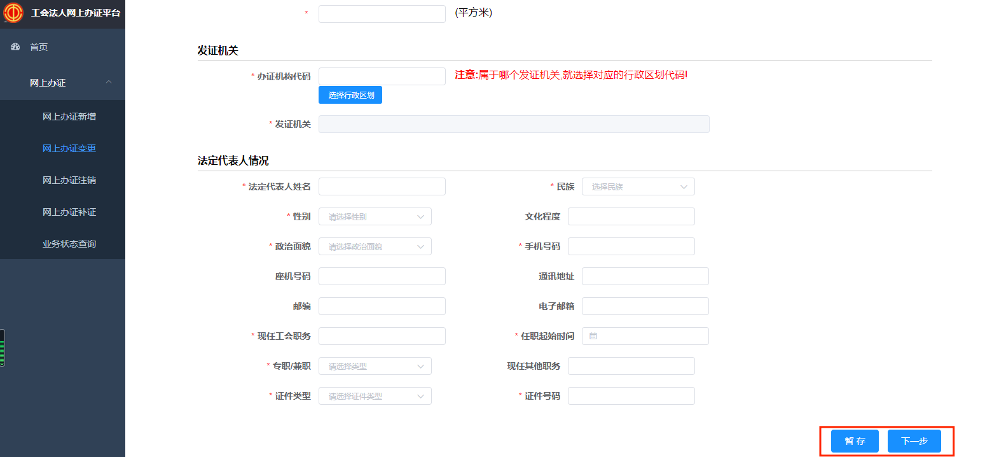 工会法人网上办证平台
首页
网上办证
网上办证新增
网上办证变更
网上办证注销
网上办证补证
业务状态查询
* (平方米)
发证机关
* 办证机构代码 注意:属于哪个发证机关,就选择对应的行政区划代码!
选择行政区划
* 发证机关
法定代表人情况
* 法定代表人姓名 * 民族 选择民族
* 性别 请选择性别 文化程度
* 政治面貌 请选择政治面貌 * 手机号码
座机号码 通讯地址
邮编 电子邮箱
* 现任工会职务 * 任职起始时间
* 专职/兼职 请选择类型 现任其他职务
* 证件类型 请选择证件类型 * 证件号码
暂存 下一步